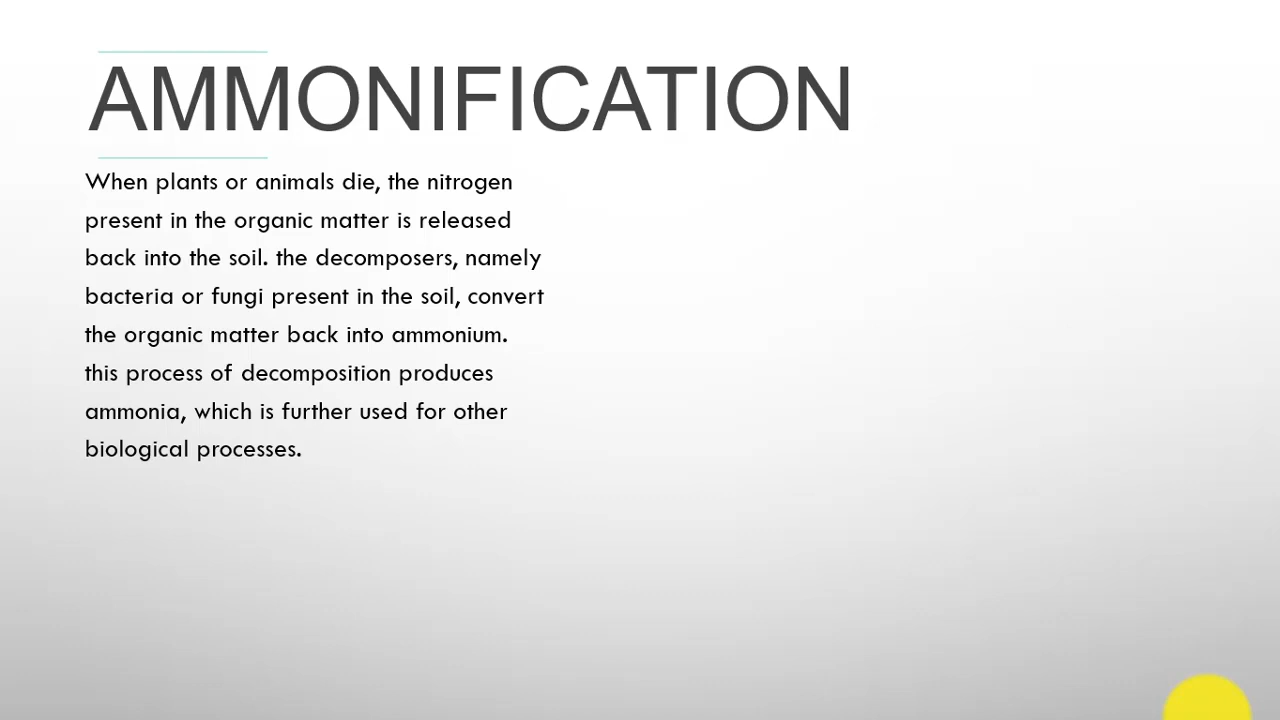 AMMONIFICATION
When plants or animals die, the nitrogen
present in the organic matter is released
back into the soil. the decomposers, namely
bacteria or fungi present in the soil, convert
the organic matter back into ammonium.
this process of decomposition produces
ammonia, which is further used for other
biological processes.